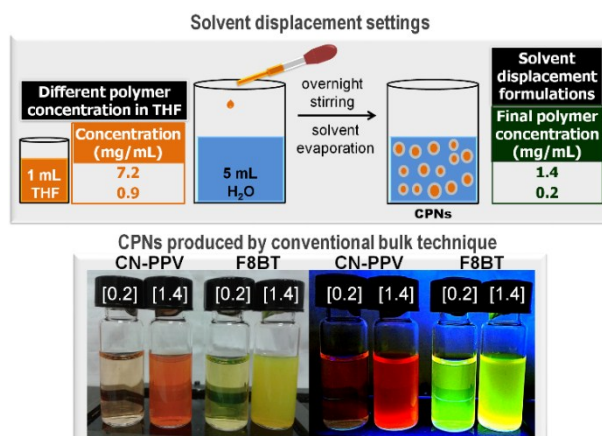 Solvent displacement settings
Different polymer
concentration in THF
Concentration
(mg/mL)
1 mL
THF
7.2
0.9
5 mL
H₂O
overnight
stirring
solvent
evaporation
CPNs
Solvent
displacement
formulations
Final polymer
concentration
(mg/mL)
1.4
0.2
CPNs produced by conventional bulk technique
CN-PPV F8BT CN-PPV F8BT
[0.2] [1.4] [0.2] [1.4] [0.2] [1.4] [0.2] [1.4]